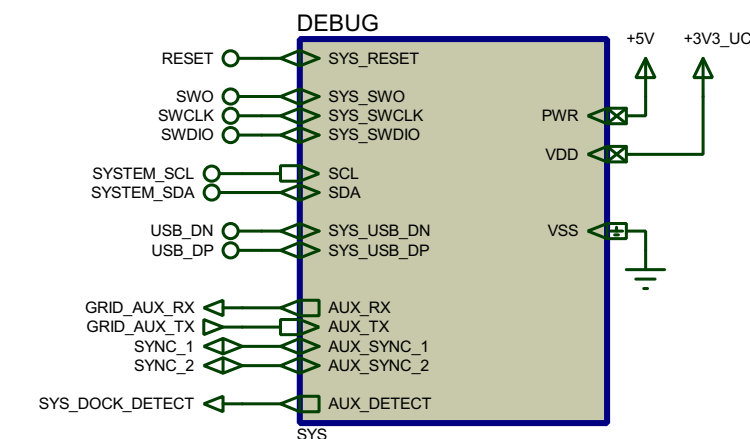 DEBUG
+5V +3V3_UC
RESET SYS_RESET
SWO SYS_SWO
SWCLK SYS_SWCLK PWR
SWDIO SYS_SWDIO
VDD
SYSTEM_SCL SCL
SYSTEM_SDA SDA
USB_DN SYS_USB_DN VSS
USB_DP SYS_USB_DP
GRID_AUX_RX AUX_RX
GRID_AUX_TX AUX_TX
SYNC_1 AUX_SYNC_1
SYNC_2 AUX_SYNC_2
SYS_DOCK_DETECT AUX_DETECT
SYS